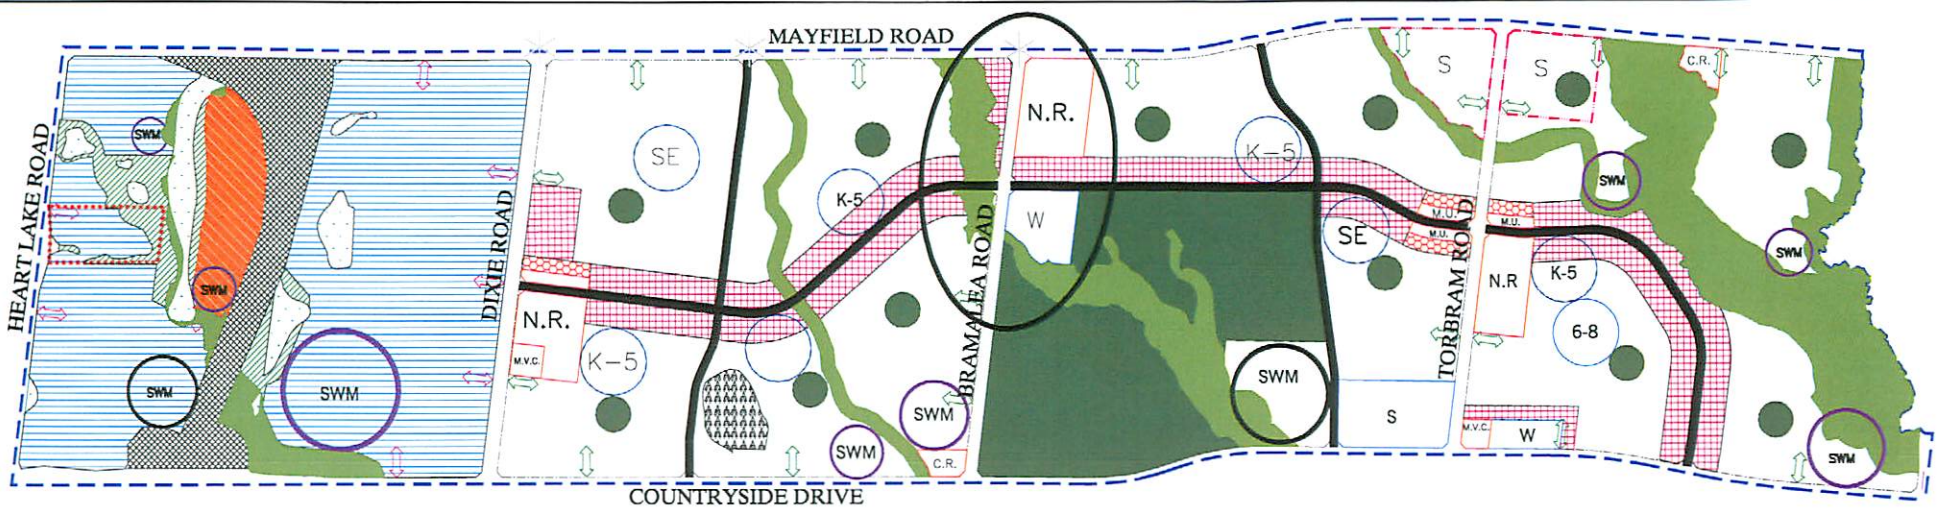 MAYFIELD ROAD
HEART LAKE ROAD
DIXIE ROAD
BRAMALEA ROAD
TORBRAM ROAD
COUNTRYSIDE DRIVE
SWM
SWM
SWM
SWM
SE
K-5
N.R.
M.V.C.
K-5
SWM
SWM
C.R.
N.R.
W
K-5
SE
SWM
S
S
S
C.R.
M.U.
M.U.
M.U.
SWM
N.R
K-5
6-8
M.V.C.
W
SWM
SWM